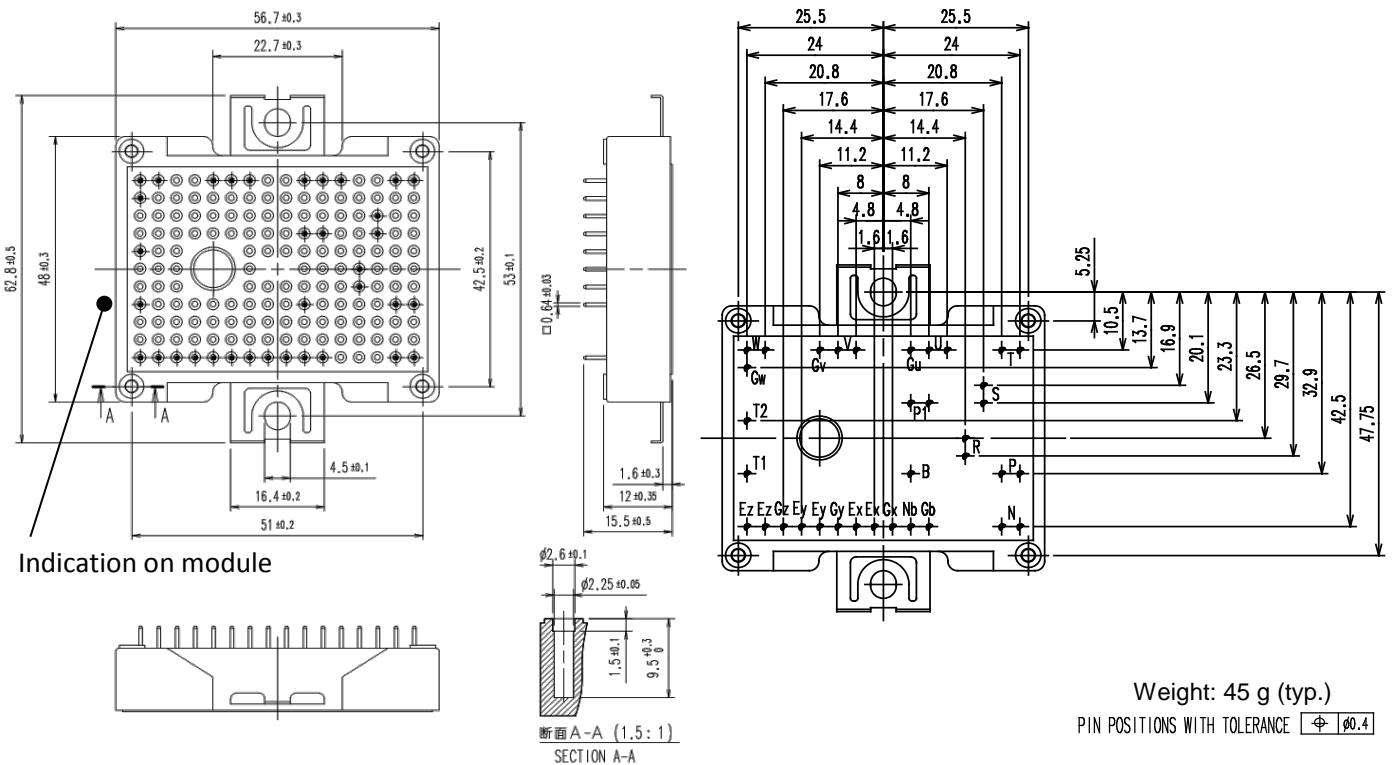 56.7 ±0.3
22.7±0.3
62.8 ±0.5
48 ±0.3
42.5 ±0.2
53 ±0.1
A
A
4.5 ±0.1
16.4 ±0.2
51 ±0.2
Indication on module
□ 0.64 ±0.03
1.6 ±0.3
12 ±0.35
15.5 ±0.5
ϕ2.6 ±0.1
ϕ2.25 ±0.05
1.5 ±0.1
9.5 +0.3 0
断面 A-A (1.5: 1)
SECTION A-A
25.5 25.5
24 24
20.8 20.8
17.6 17.6
14.4 14.4
11.2 11.2
8 8
4.8 4.8
1.6 1.6
5.25
10.5
13.7
16.9
20.1
23.3
26.5
29.7
32.9
42.5
47.75
W Gv V Gu U T
Gw
S
T2 P1
R
T1 B P
Ez Ez Gz Ey Ey Gy Ex Ex Gx Nb Gb N
Weight: 45 g (typ.)
PIN POSITIONS WITH TOLERANCE ⌖ ϕ0.4